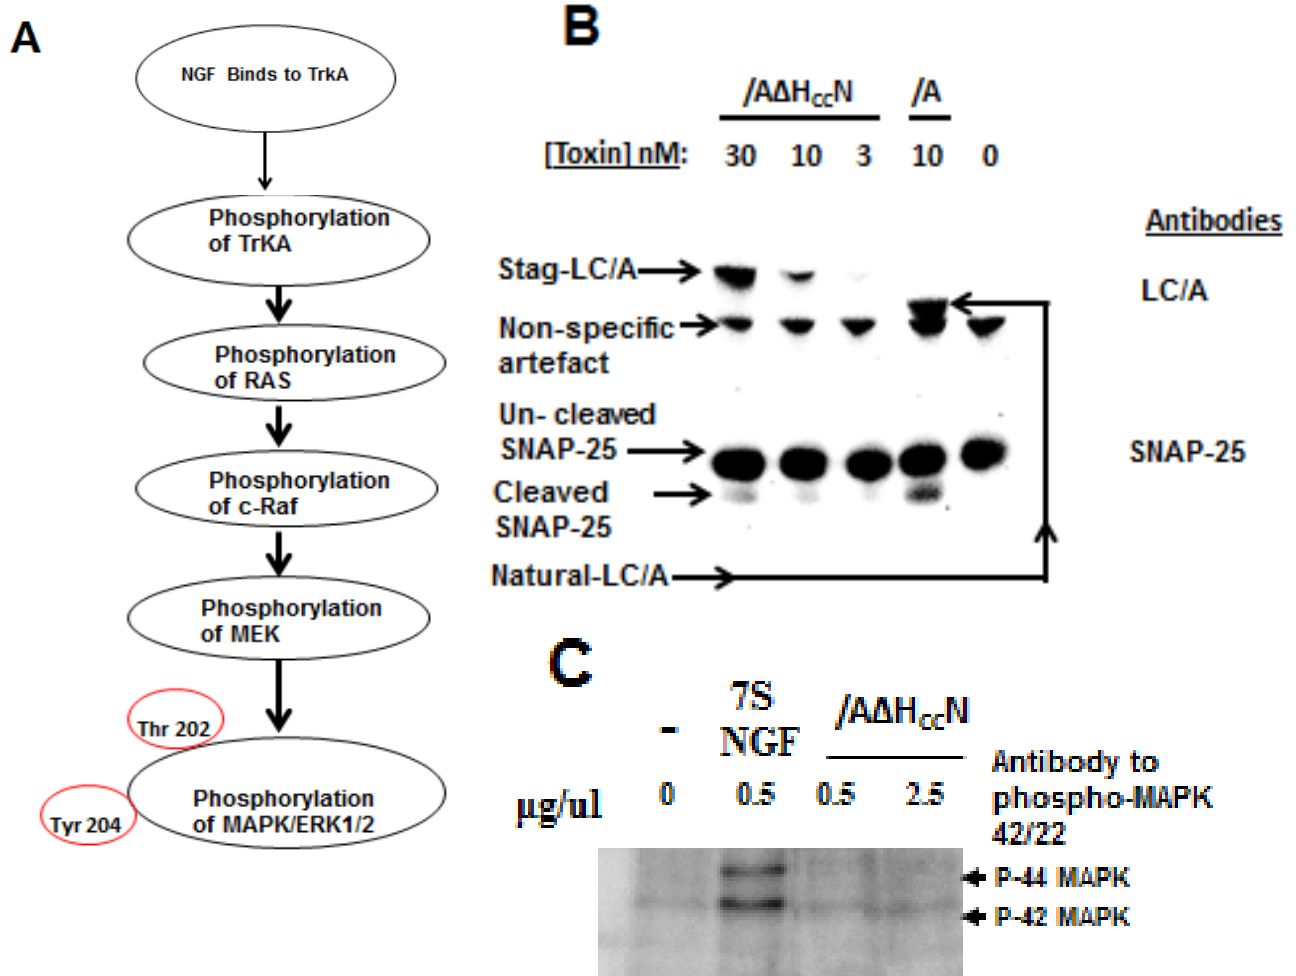 A
NGF Binds to TrkA
Phosphorylation
of TrKA
Phosphorylation
of RAS
Phosphorylation
of c-Raf
Phosphorylation
of MEK
Thr 202
Tyr 204
Phosphorylation
of MAPK/ERK1/2
B
/AΔHCCN /A
[Toxin] nM: 30 10 3 10 0
Antibodies
Stag-LC/A
LC/A
Non-specific
artefact
Un- cleaved
SNAP-25
SNAP-25
Cleaved
SNAP-25
Natural-LC/A
C
- 7S
NGF
/AΔHCCN
µg/ul 0 0.5 0.5 2.5
Antibody to
phospho-MAPK
42/22
P-44 MAPK
P-42 MAPK